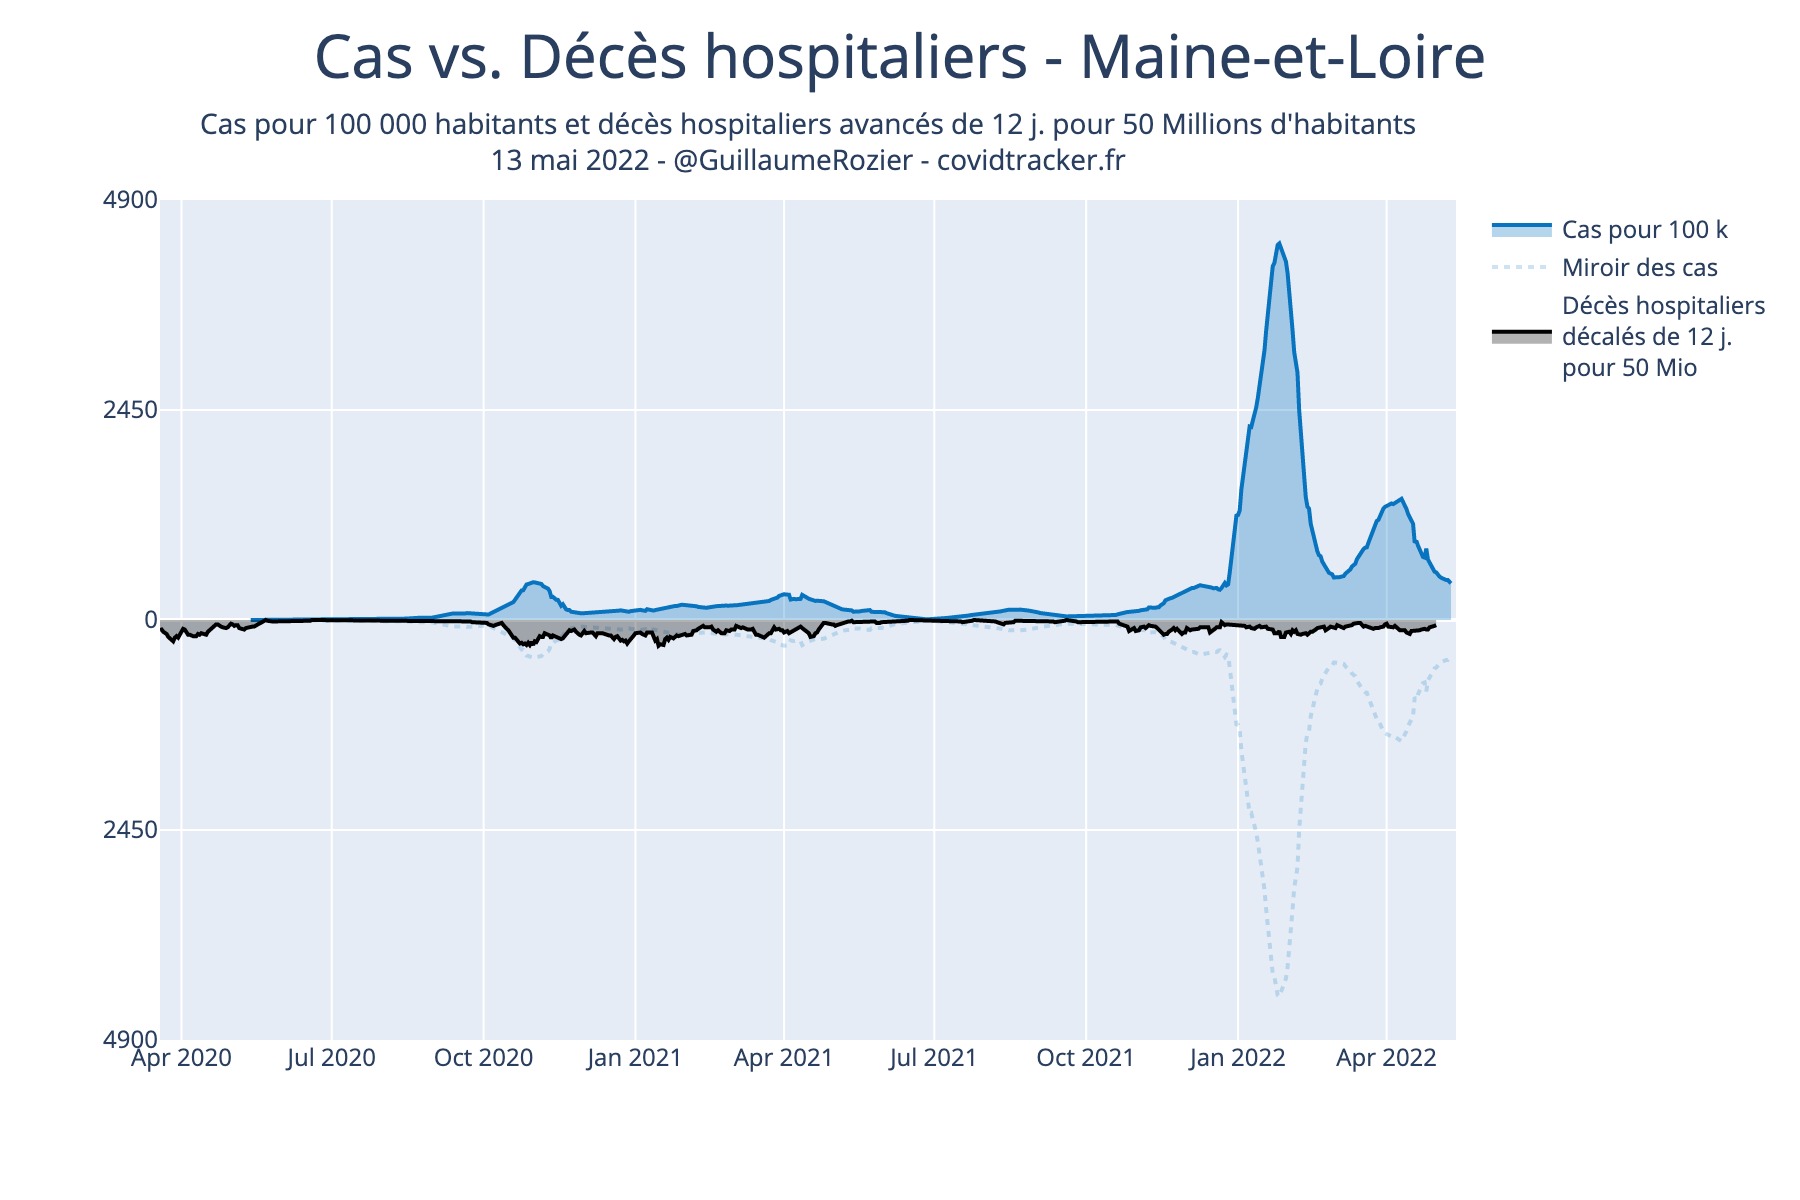 Cas vs. Décès hospitaliers - Maine-et-Loire
Cas pour 100 000 habitants et décès hospitaliers avancés de 12 j. pour 50 Millions d'habitants
13 mai 2022 - @GuillaumeRozier - covidtracker.fr
4900
2450
0
2450
4900
Apr 2020
Jul 2020
Oct 2020
Jan 2021
Apr 2021
Jul 2021
Oct 2021
Jan 2022
Apr 2022
Cas pour 100 k
Miroir des cas
Décès hospitaliers
décalés de 12 j.
pour 50 Mio